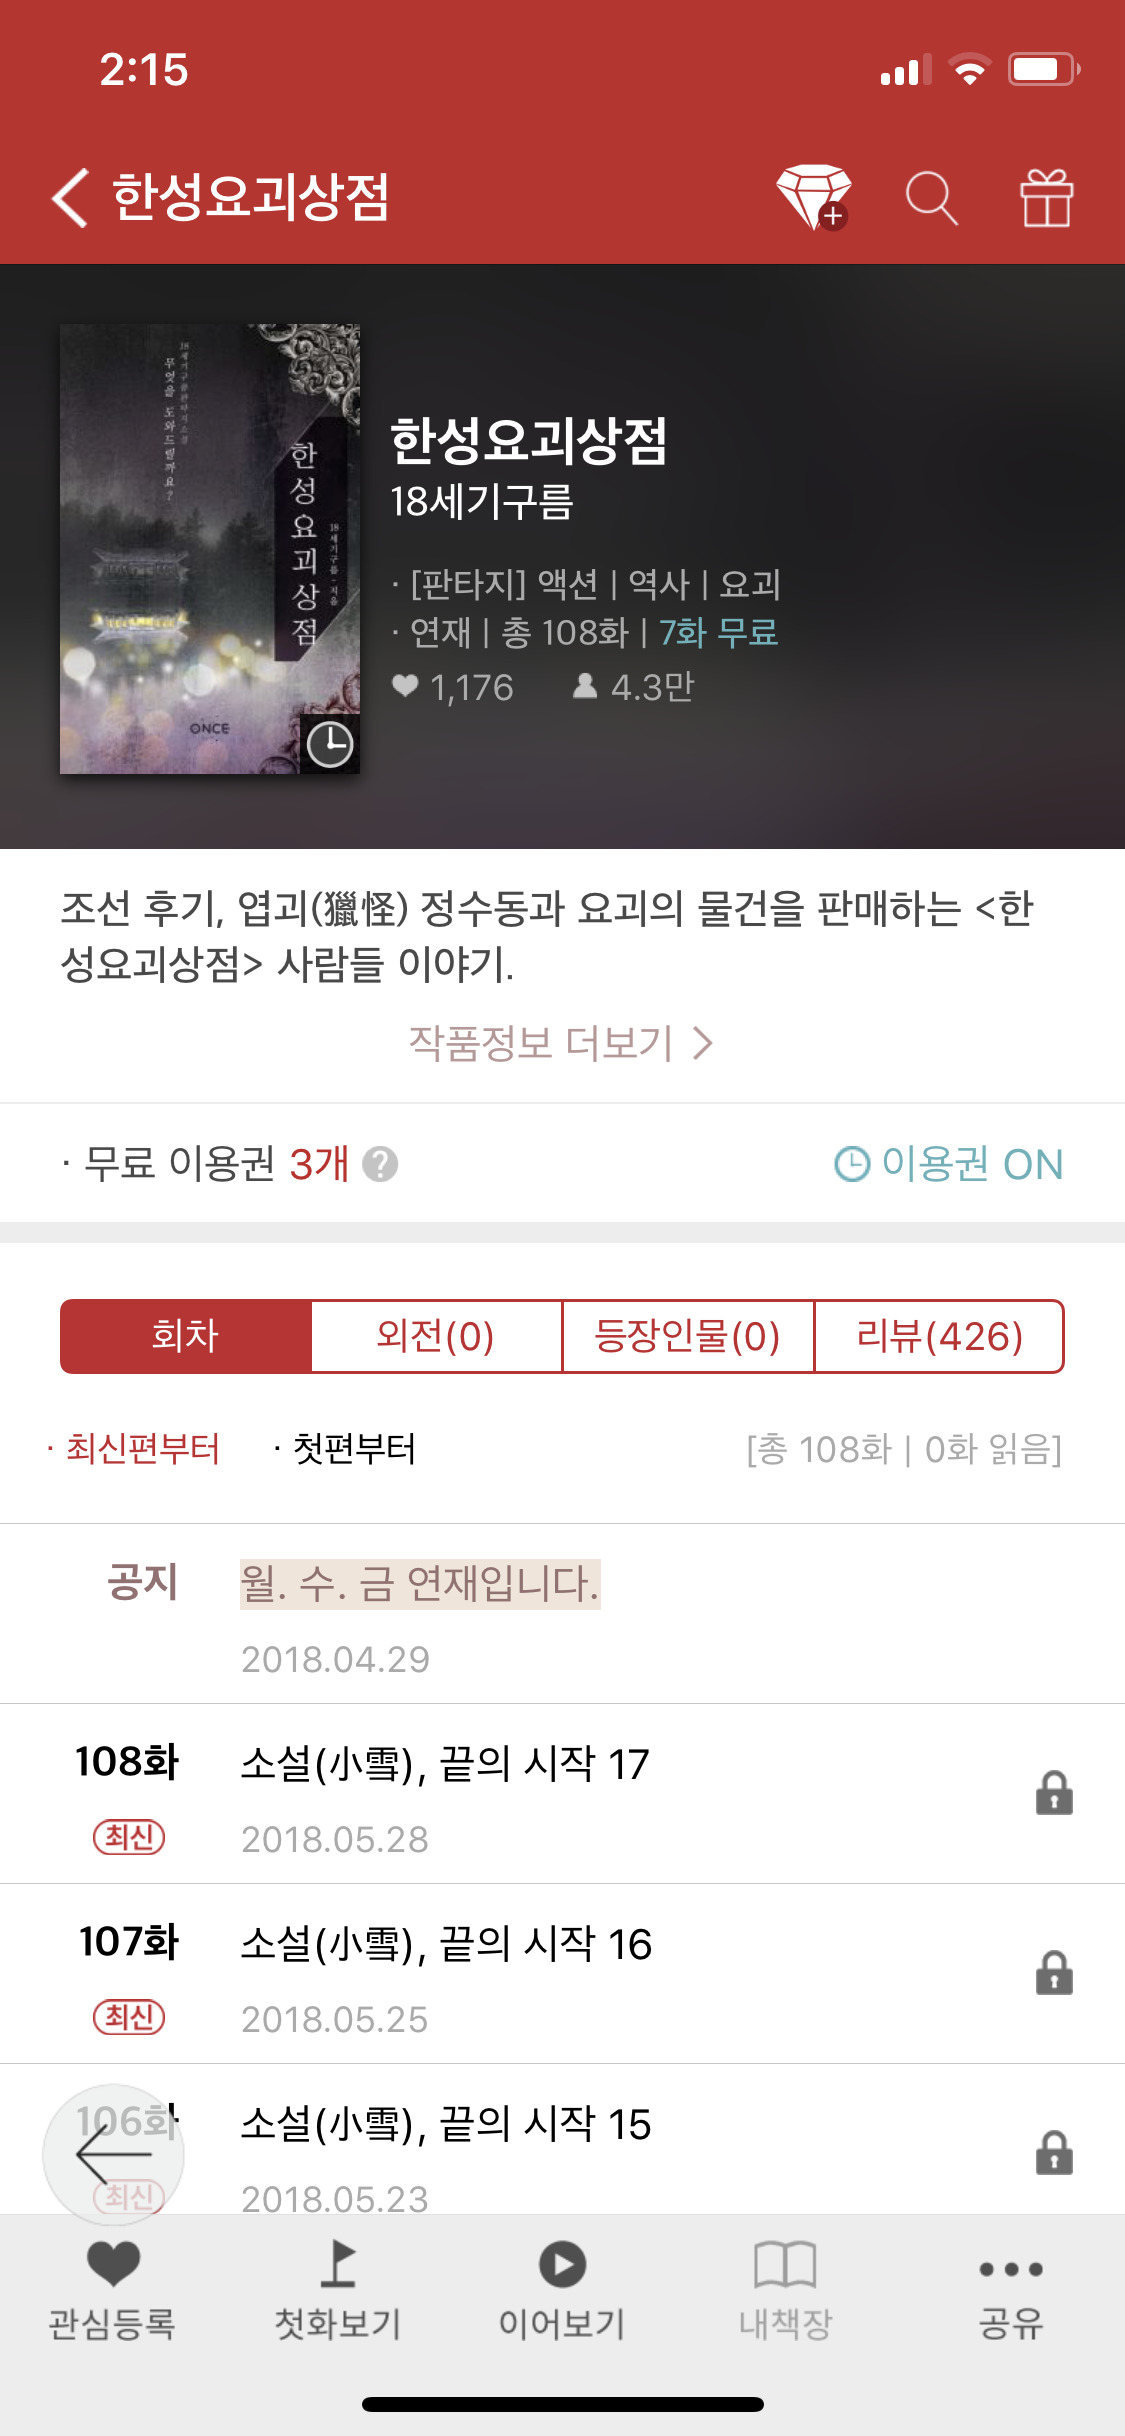 2:15
한성요괴상점
18세기구름판타지소설
무엇을 도와드릴까요?
한성요괴상점
18세기구름 · 지음
ONCE
한성요괴상점
18세기구름
· [판타지] 액션 | 역사 | 요괴
· 연재 | 총 108화 | 7화 무료
1,176 4.3만
조선 후기, 엽괴(獵怪) 정수동과 요괴의 물건을 판매하는 <한
성요괴상점> 사람들 이야기.
작품정보 더보기 >
· 무료 이용권 3개 ? 이용권 ON
회차 외전(0) 등장인물(0) 리뷰(426)
· 최신편부터 · 첫편부터 [총 108화 | 0화 읽음]
공지 월. 수. 금 연재입니다.
2018.04.29
108화 소설(小雪), 끝의 시작 17
최신 2018.05.28
107화 소설(小雪), 끝의 시작 16
최신 2018.05.25
106화 소설(小雪), 끝의 시작 15
최신 2018.05.23
관심등록 첫화보기 이어보기 내책장 공유